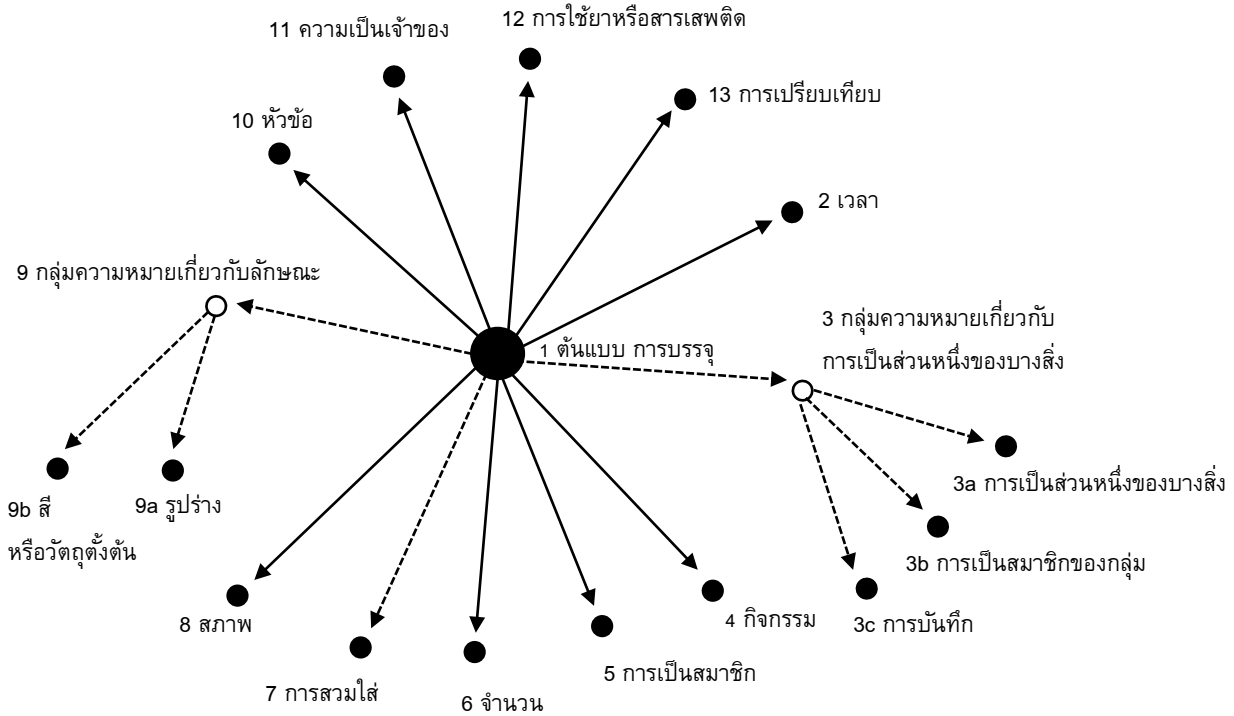 12 การใช้ยาหรือสารเสพติด
11 ความเป็นเจ้าของ
13 การเปรียบเทียบ
10 หัวข้อ
2 เวลา
9 กลุ่มความหมายเกี่ยวกับลักษณะ
3 กลุ่มความหมายเกี่ยวกับ
การเป็นส่วนหนึ่งของบางสิ่ง
1 ต้นแบบ การบรรจุ
3a การเป็นส่วนหนึ่งของบางสิ่ง
9b สี
หรือวัตถุตั้งต้น
9a รูปร่าง
3b การเป็นสมาชิกของกลุ่ม
8 สภาพ
4 กิจกรรม
3c การบันทึก
7 การสวมใส่
6 จำนวน
5 การเป็นสมาชิก